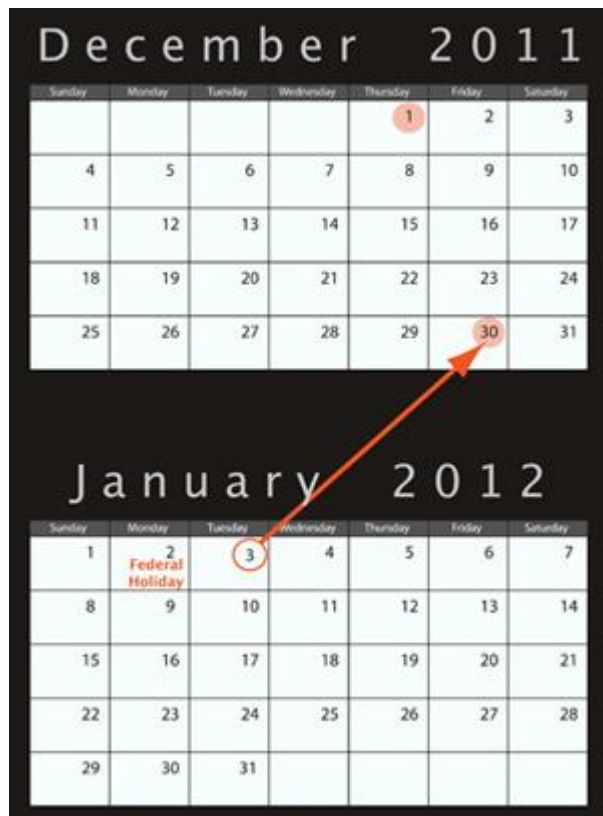 December 2011
Sunday Monday Tuesday Wednesday Thursday Friday Saturday
1 2 3
4 5 6 7 8 9 10
11 12 13 14 15 16 17
18 19 20 21 22 23 24
25 26 27 28 29 30 31
January 2012
Sunday Monday Tuesday Wednesday Thursday Friday Saturday
1 2 3 4 5 6 7
Federal
Holiday
8 9 10 11 12 13 14
15 16 17 18 19 20 21
22 23 24 25 26 27 28
29 30 31